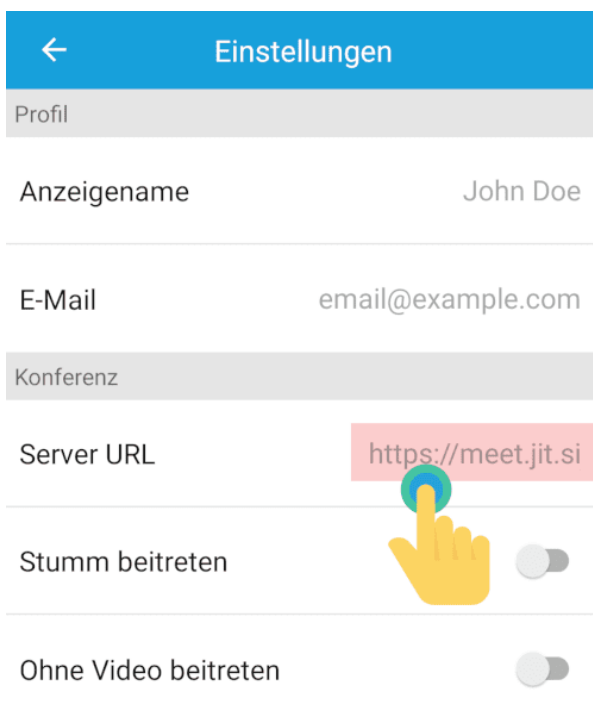 Einstellungen
Profil
Anzeigename John Doe
E-Mail email@example.com
Konferenz
Server URL https://meet.jit.si
Stumm beitreten
Ohne Video beitreten